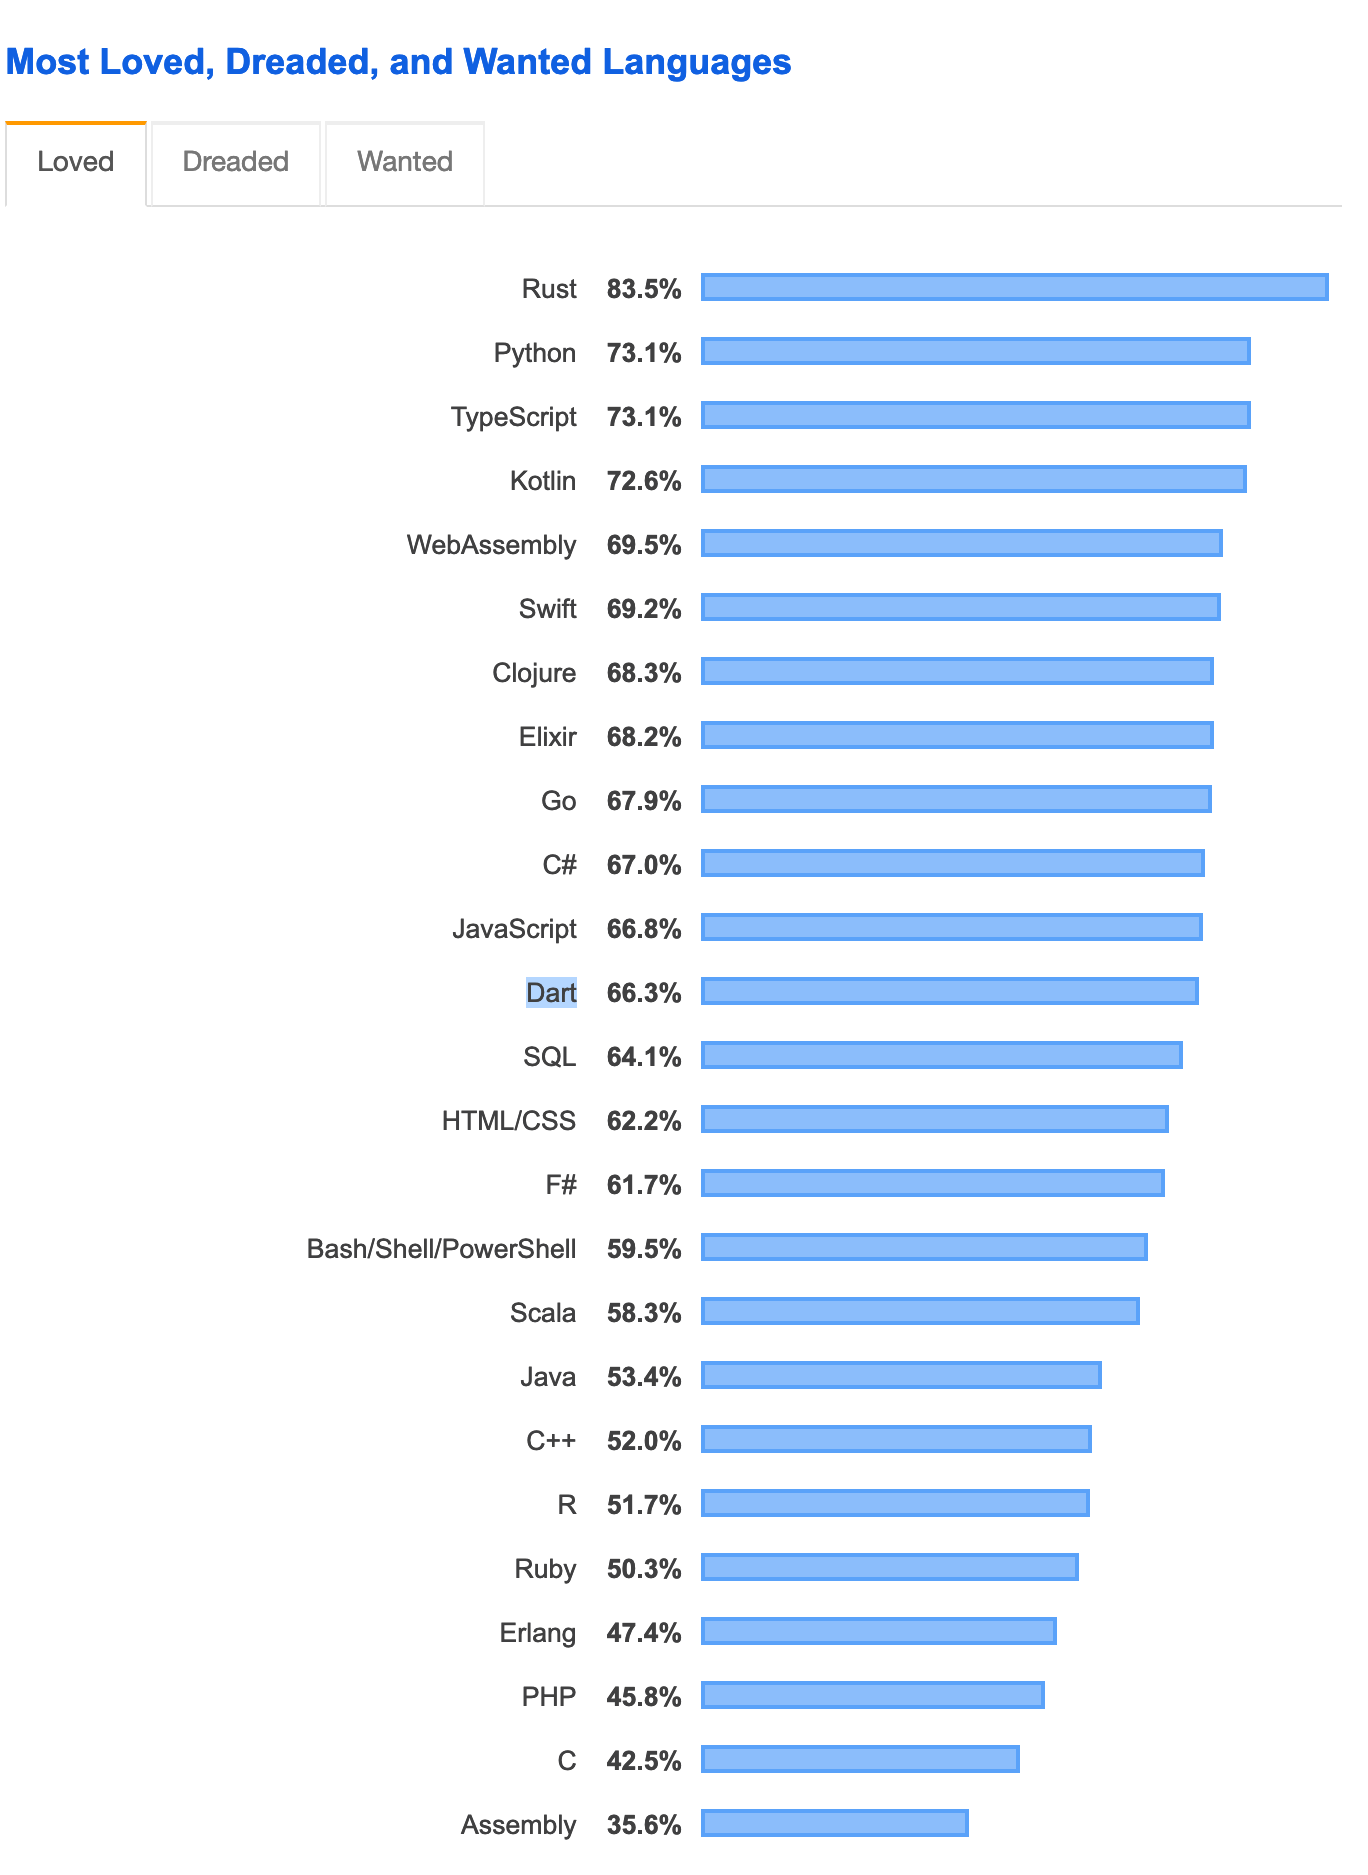 Most Loved, Dreaded, and Wanted Languages
Loved Dreaded Wanted
Rust 83.5%
Python 73.1%
TypeScript 73.1%
Kotlin 72.6%
WebAssembly 69.5%
Swift 69.2%
Clojure 68.3%
Elixir 68.2%
Go 67.9%
C# 67.0%
JavaScript 66.8%
Dart 66.3%
SQL 64.1%
HTML/CSS 62.2%
F# 61.7%
Bash/Shell/PowerShell 59.5%
Scala 58.3%
Java 53.4%
C++ 52.0%
R 51.7%
Ruby 50.3%
Erlang 47.4%
PHP 45.8%
C 42.5%
Assembly 35.6%